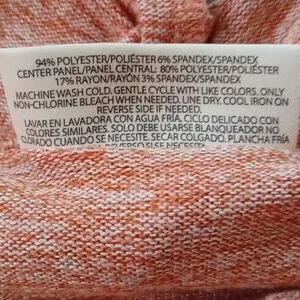 94% POLYESTER/POLIÉSTER 6% SPANDEX/SPANDEX
CENTER PANEL/PANEL CENTRAL: 80% POLYESTER/POLIÉSTER
17% RAYON/RAYÓN 3% SPANDEX/SPANDEX
MACHINE WASH COLD. GENTLE CYCLE WITH LIKE COLORS. ONLY
NON-CHLORINE BLEACH WHEN NEEDED. LINE DRY. COOL IRON ON
REVERSE SIDE IF NEEDED.
LAVAR EN LAVADORA CON AGUA FRÍA. CICLO DELICADO CON
COLORES SIMILARES. SOLO DEBE USARSE BLANQUEADOR NO
CLORADO CUANDO SE NECESITE. SECAR COLGADO. PLANCHA FRÍA
SE NECESITA.